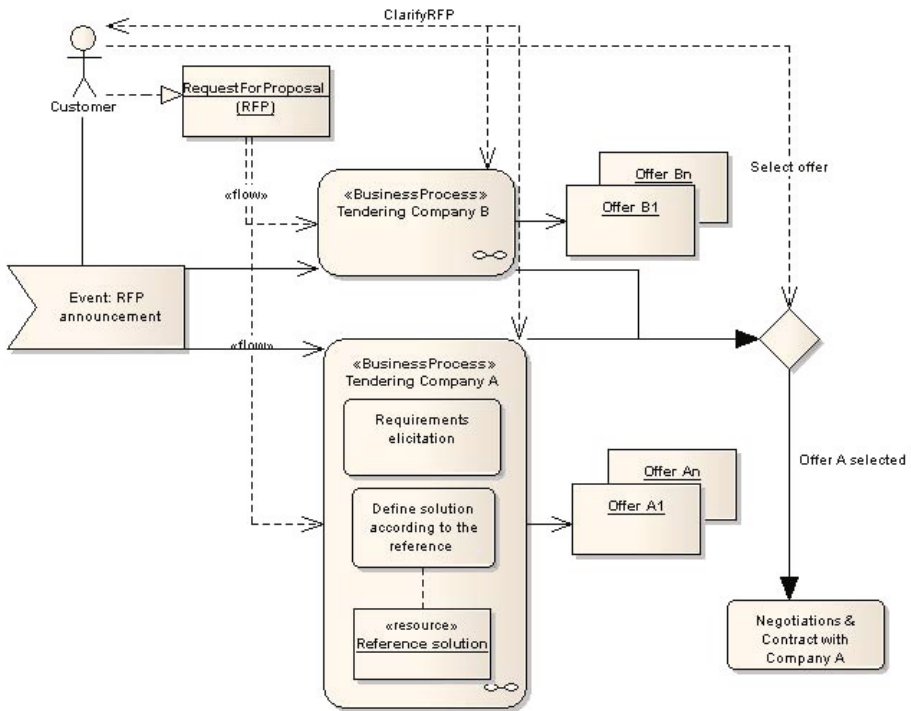 ClarifyRFP
Customer
RequestForProposal
(RFP)
«flow»
«BusinessProcess»
Tendering Company B
Offer Bn
Offer B1
Select offer
Event: RFP
announcement
«flow»
«BusinessProcess»
Tendering Company A
Requirements
elicitation
Define solution
according to the
reference
«resource»
Reference solution
Offer An
Offer A1
Offer A selected
Negotiations &
Contract with
Company A